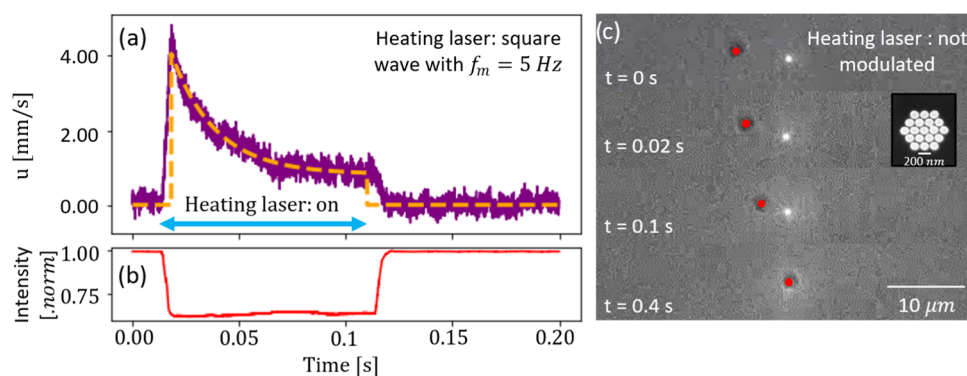 (a)
Heating laser: square
wave with f_m = 5 Hz
u [mm/s]
4.00
2.00
0.00
Heating laser: on
(b)
Intensity
[.norm]
1.00
0.75
0.00
0.05
0.10
0.15
0.20
Time [s]
(c)
Heating laser : not
modulated
t = 0 s
t = 0.02 s
t = 0.1 s
t = 0.4 s
200 nm
10 μm